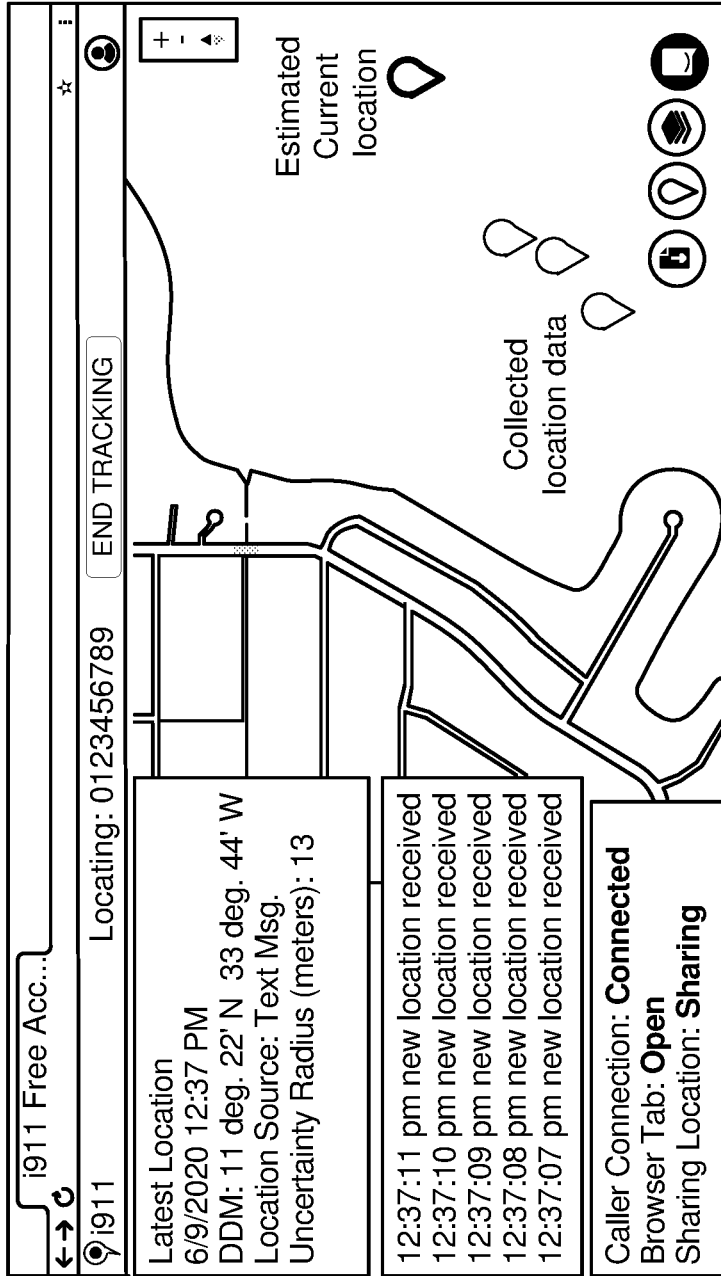 i911 Free Acc...
i911
Locating: 0123456789
END TRACKING
+
-
Latest Location
6/9/2020 12:37 PM
DDM: 11 deg. 22' N 33 deg. 44' W
Location Source: Text Msg.
Uncertainty Radius (meters): 13
12:37:11 pm new location received
12:37:10 pm new location received
12:37:09 pm new location received
12:37:08 pm new location received
12:37:07 pm new location received
Caller Connection: Connected
Browser Tab: Open
Sharing Location: Sharing
Estimated
Current
location
Collected
location data